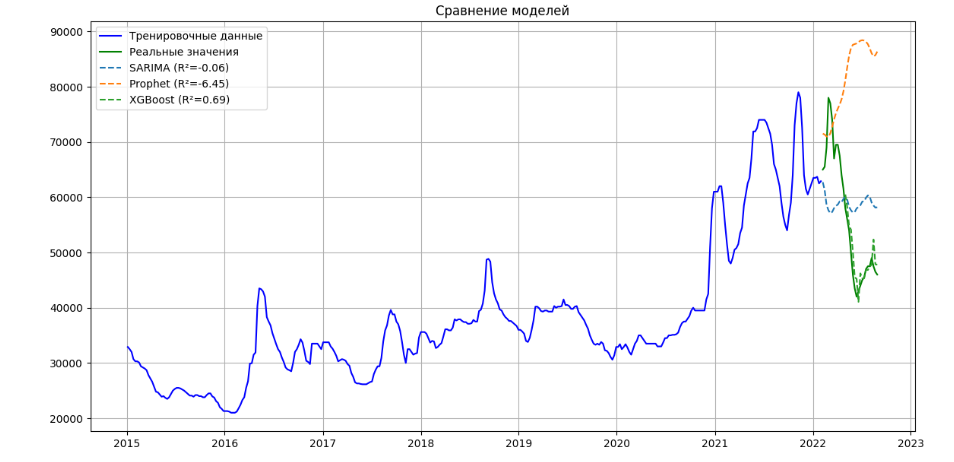 Сравнение моделей
Тренировочные данные
Реальные значения
SARIMA (R²=-0.06)
Prophet (R²=-6.45)
XGBoost (R²=0.69)
90000
80000
70000
60000
50000
40000
30000
20000
2015 2016 2017 2018 2019 2020 2021 2022 2023